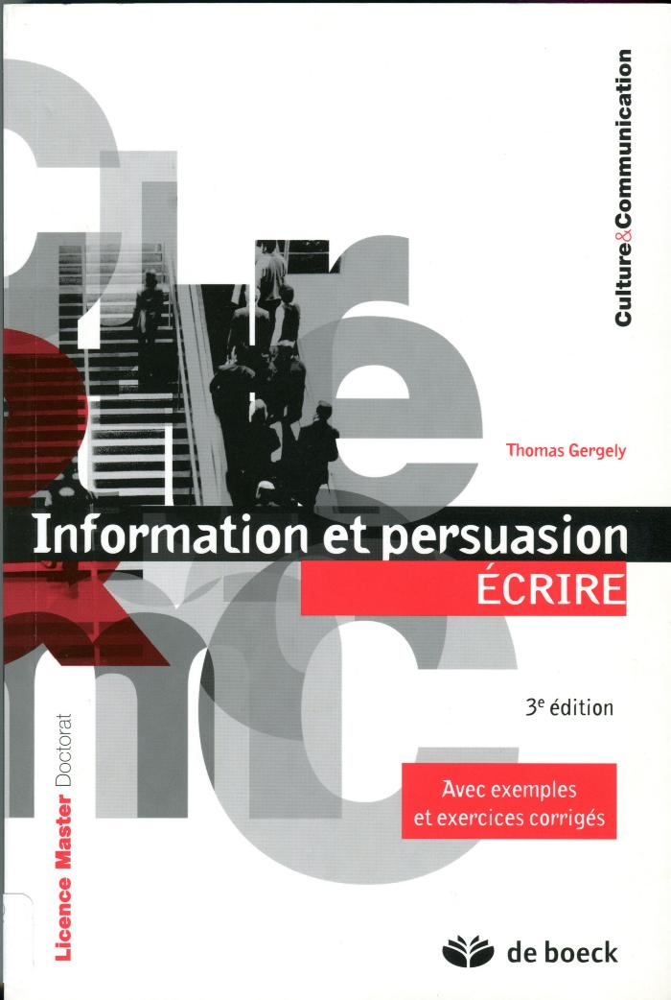 Culture&Communication
Thomas Gergely
Information et persuasion
ÉCRIRE
3e édition
Avec exemples
et exercices corrigés
Licence Master Doctorat
de boeck